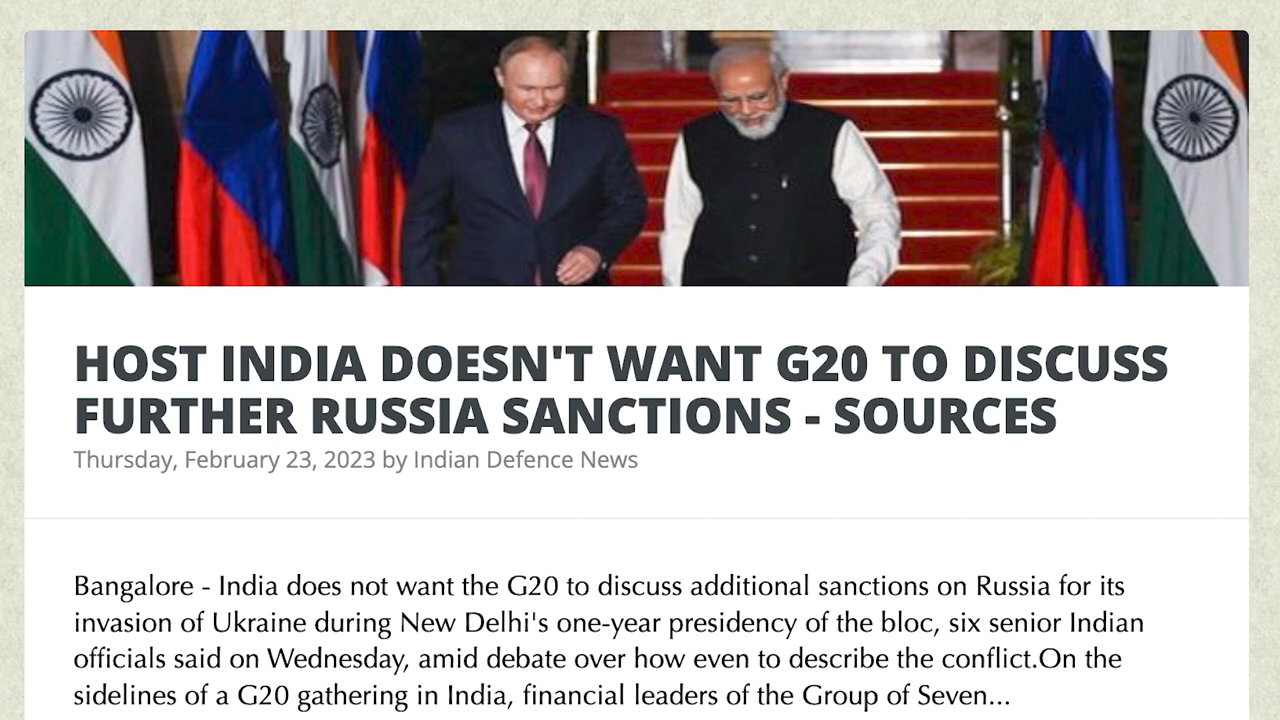 HOST INDIA DOESN'T WANT G20 TO DISCUSS
FURTHER RUSSIA SANCTIONS - SOURCES
Thursday, February 23, 2023 by Indian Defence News
Bangalore - India does not want the G20 to discuss additional sanctions on Russia for its
invasion of Ukraine during New Delhi's one-year presidency of the bloc, six senior Indian
officials said on Wednesday, amid debate over how even to describe the conflict.On the
sidelines of a G20 gathering in India, financial leaders of the Group of Seven...